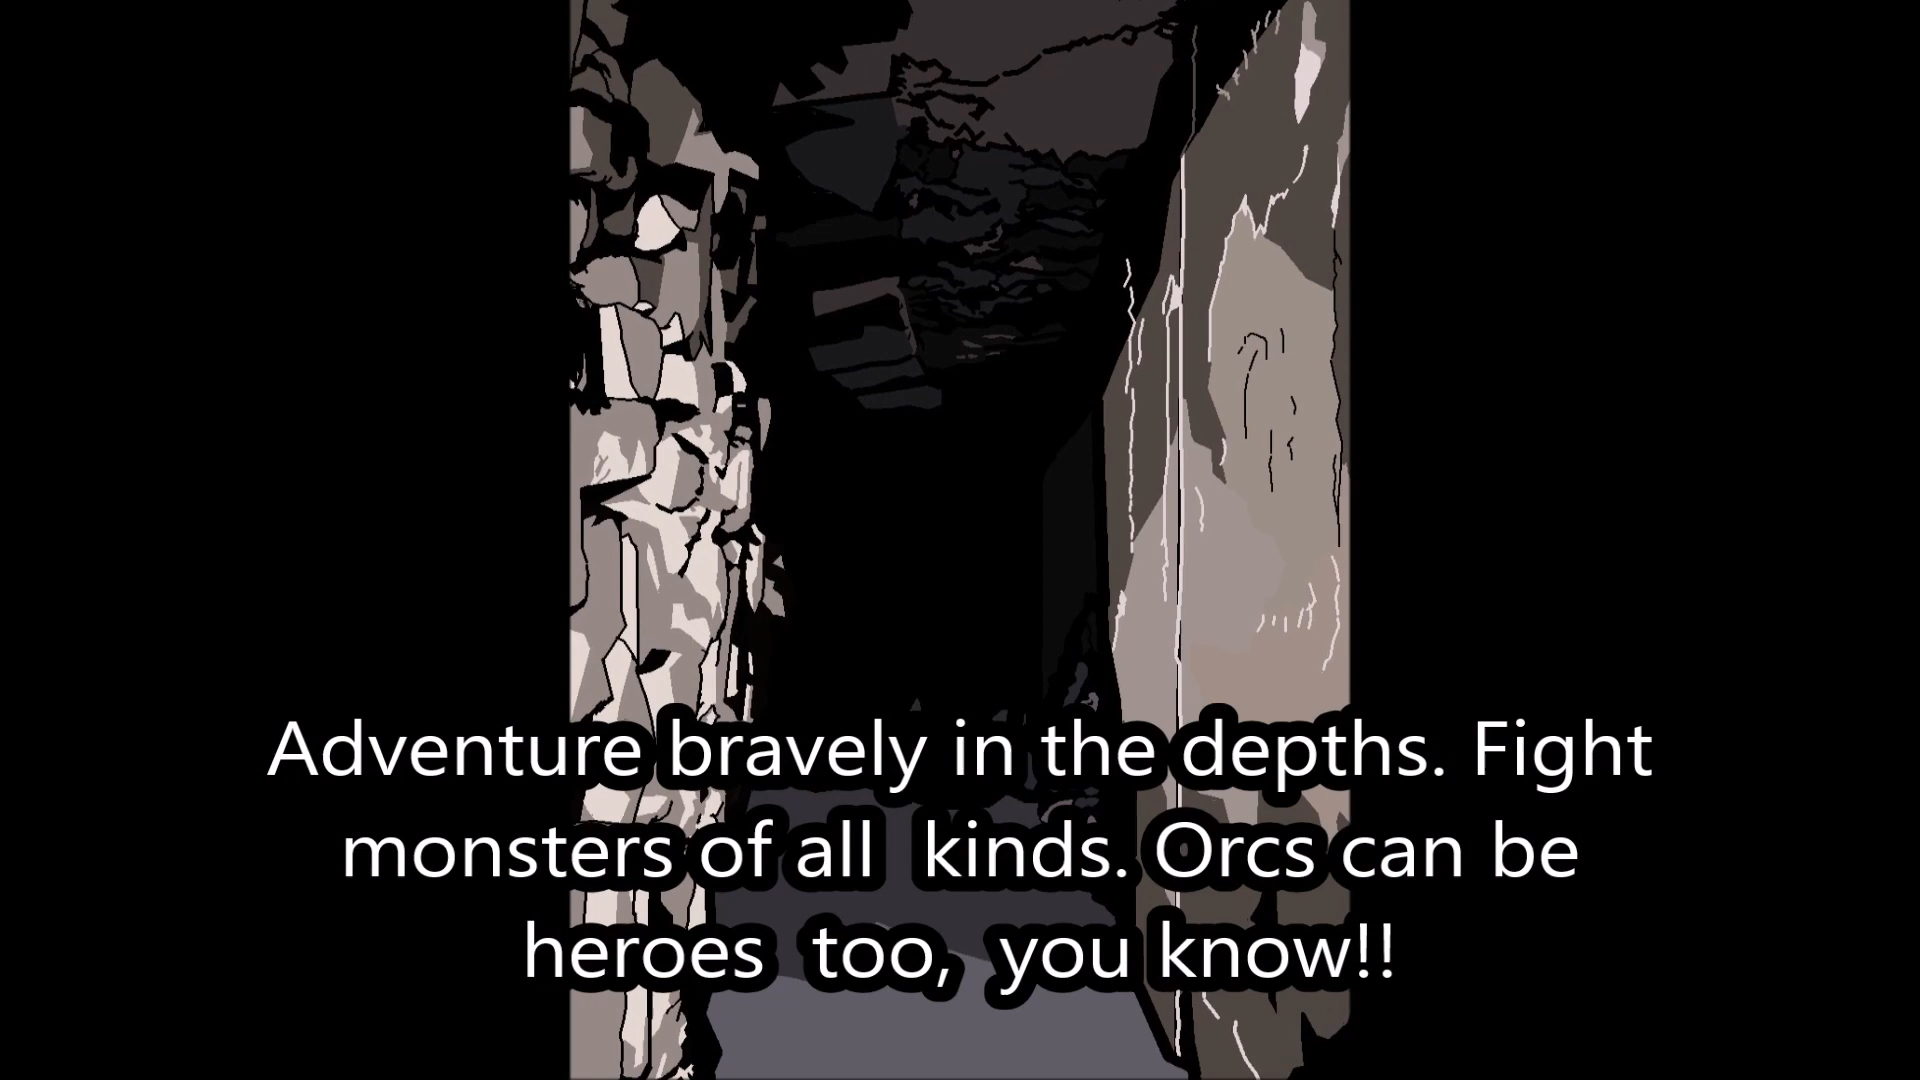 Adventure bravely in the depths. Fight
monsters of all  kinds. Orcs can be
heroes  too,  you know!!